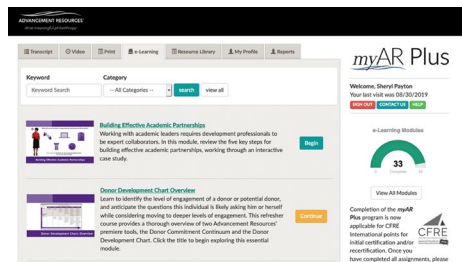 ADVANCEMENT RESOURCES
Transcript
Video
Print
e-Learning
Resource Library
My Profile
Reports
Keyword
Category
Keyword Search
-- All Categories --
search
view all
Building Effective Academic Partnerships
Working with academic leaders requires development professionals to
be expert collaborators. In this module, review the five key steps for
building effective academic partnerships, working through an interactive
case study.
Begin
Building Effective Academic Partnerships
Donor Development Chart Overview
Learn to identify the level of engagement of a donor or potential donor,
and anticipate the questions this individual is likely asking him or herself
while considering moving to deeper levels of engagement. This refresher
course provides a thorough overview of two Advancement Resources'
premiere tools, the Donor Commitment Continuum and the Donor
Development Chart. Click the title to begin exploring this essential
module.
Continue
Donor Development Chart Overview
myAR Plus
Welcome, Sheryl Payton
Your last visit was 08/30/2019
SIGN OUT
CONTACT US
HELP
e-Learning Modules
33
Complete
View All Modules
Completion of the myAR
Plus program is now
applicable for CFRE
International points for
initial certification and/or
recertification. Once you
have completed all assignments, please
CFRE